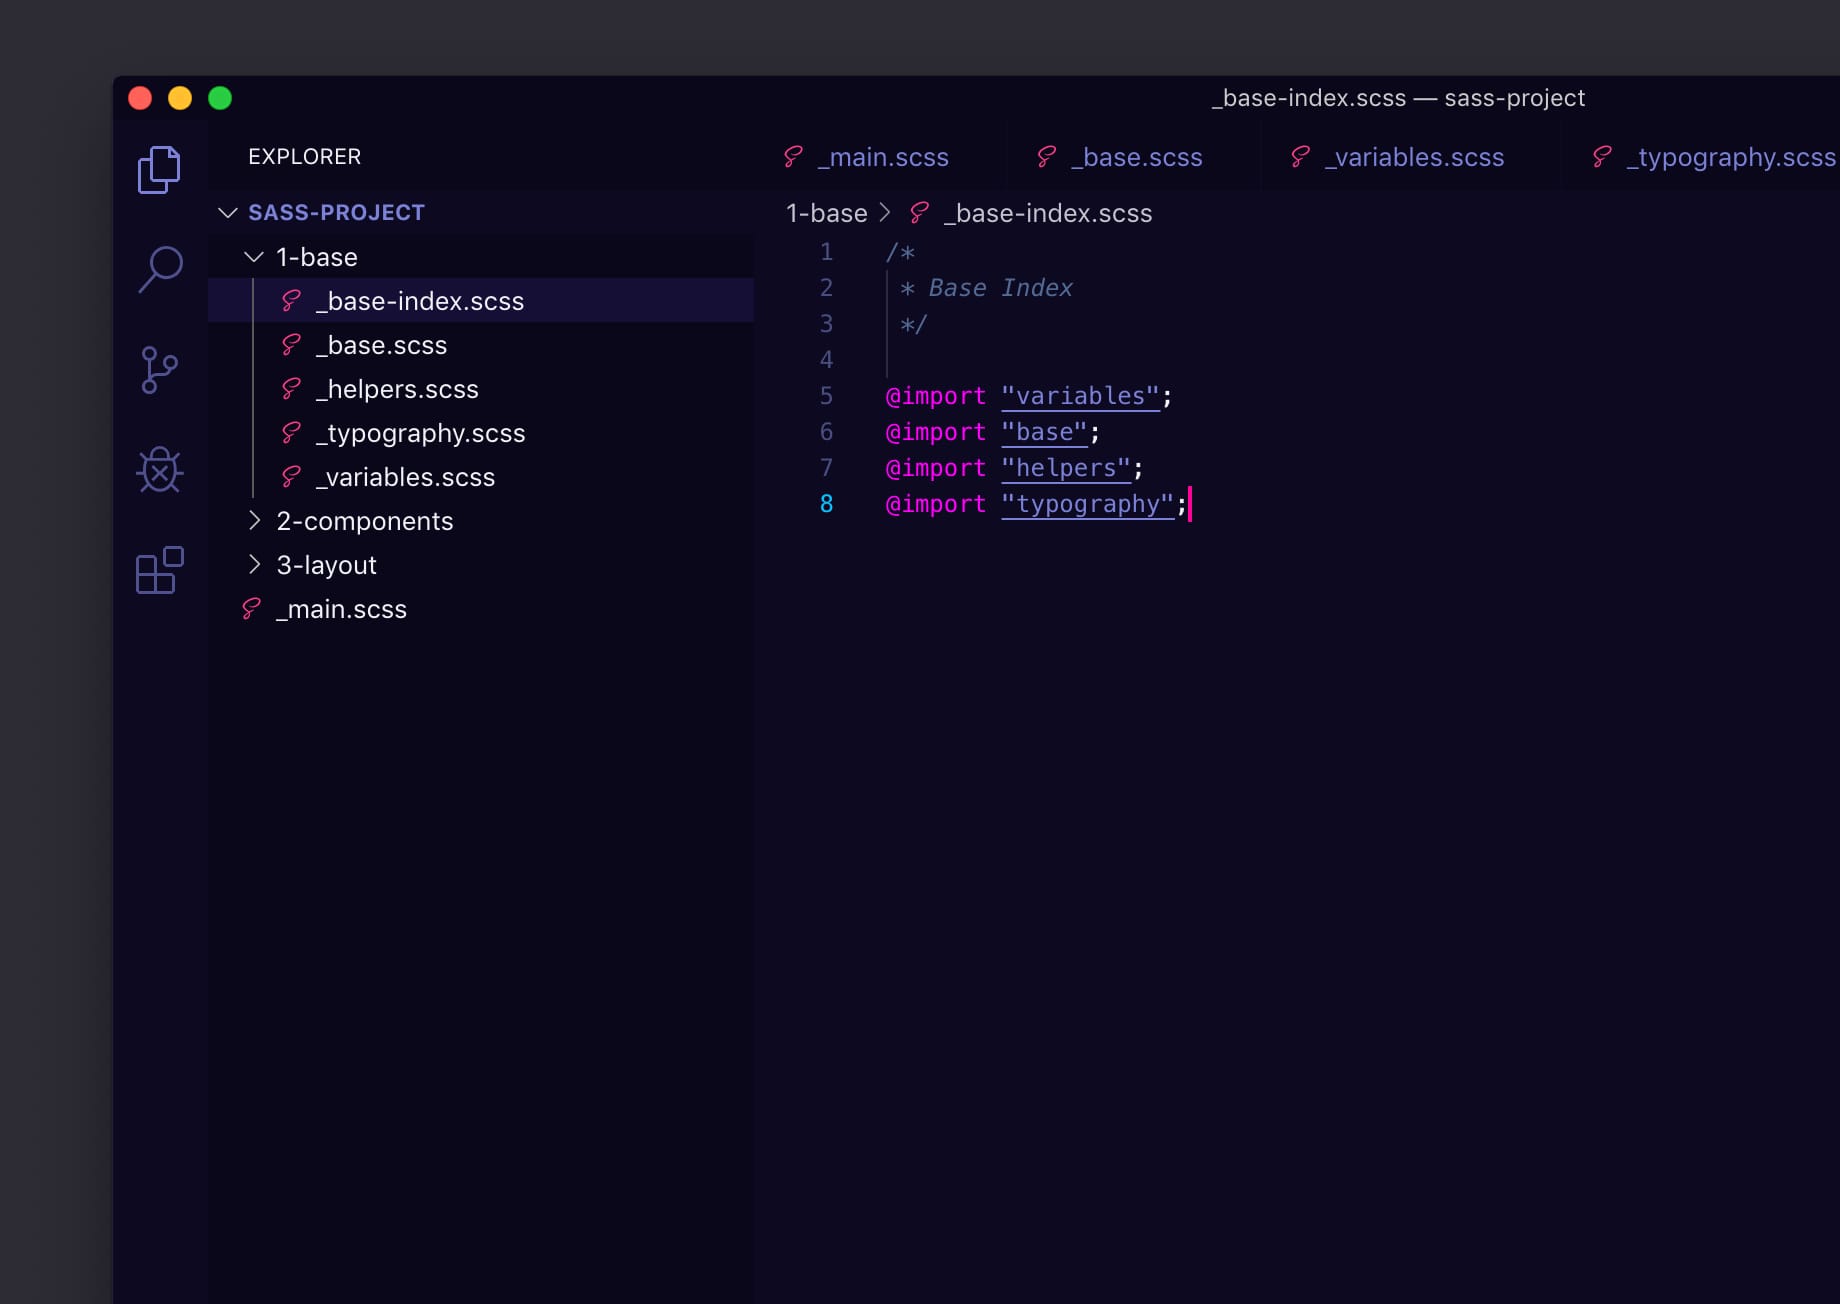 _base-index.scss — sass-project
EXPLORER
SASS-PROJECT
1-base
_base-index.scss
_base.scss
_helpers.scss
_typography.scss
_variables.scss
2-components
3-layout
_main.scss
_main.scss
_base.scss
_variables.scss
_typography.scss
1-base > _base-index.scss
1 /*
2 * Base Index
3 */
4
5 @import "variables";
6 @import "base";
7 @import "helpers";
8 @import "typography";